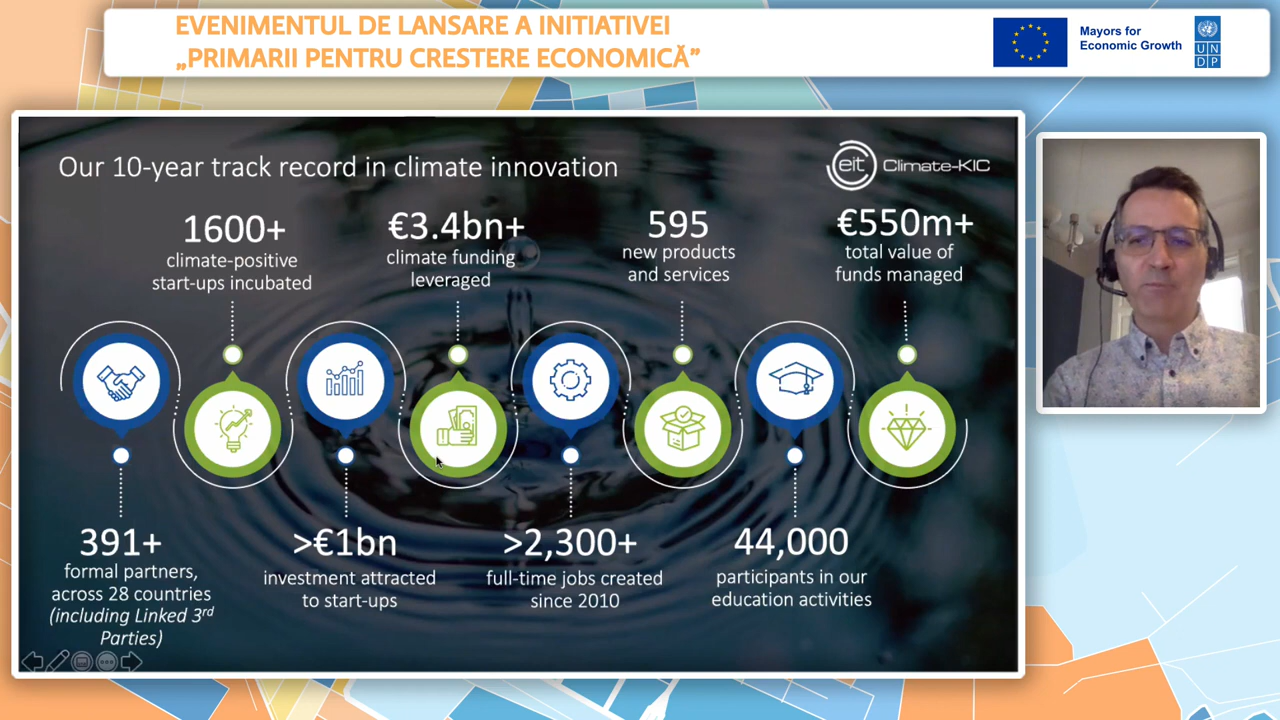 EVENIMENTUL DE LANSARE A INITIATIVEI
„PRIMARII PENTRU CRESTERE ECONOMICĂ”
Mayors for
Economic Growth
UN
DP
Our 10-year track record in climate innovation
eit Climate-KIC
1600+
climate-positive
start-ups incubated
€3.4bn+
climate funding
leveraged
595
new products
and services
€550m+
total value of
funds managed
391+
formal partners,
across 28 countries
(including Linked 3rd
Parties)
>€1bn
investment attracted
to start-ups
>2,300+
full-time jobs created
since 2010
44,000
participants in our
education activities